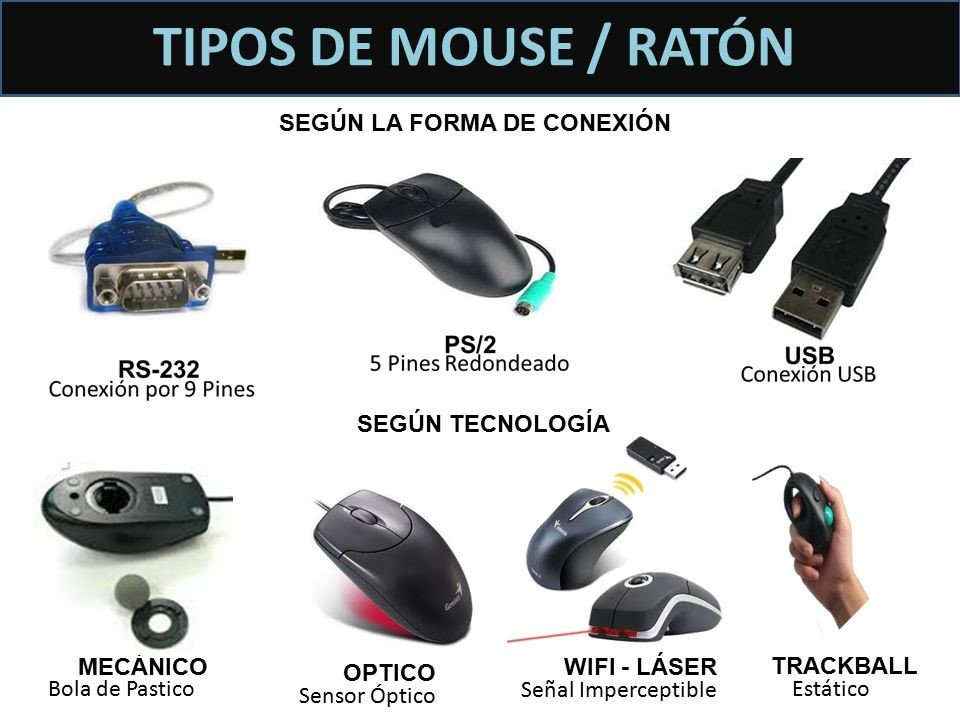 TIPOS DE MOUSE / RATÓN
SEGÚN LA FORMA DE CONEXIÓN
RS-232
Conexión por 9 Pines
PS/2
5 Pines Redondeado
USB
Conexión USB
SEGÚN TECNOLOGÍA
MECÁNICO
Bola de Pastico
Genius
OPTICO
Sensor Óptico
WIFI - LÁSER
Señal Imperceptible
TRACKBALL
Estático